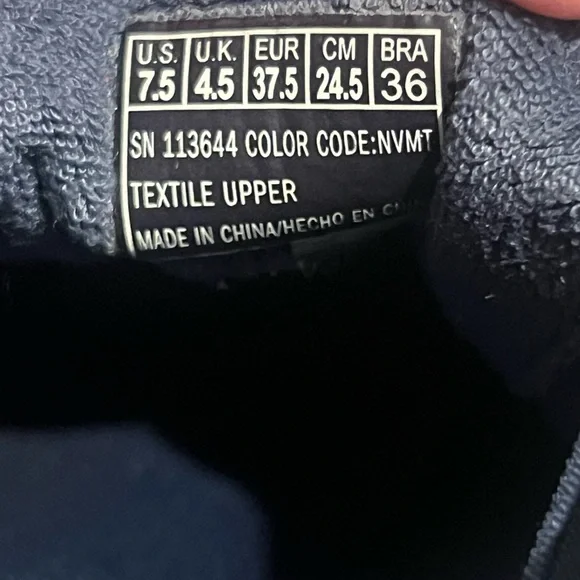 U.S. U.K. EUR CM BRA
7.5 4.5 37.5 24.5 36
SN 113644 COLOR CODE:NVMT
TEXTILE UPPER
MADE IN CHINA/HECHO EN